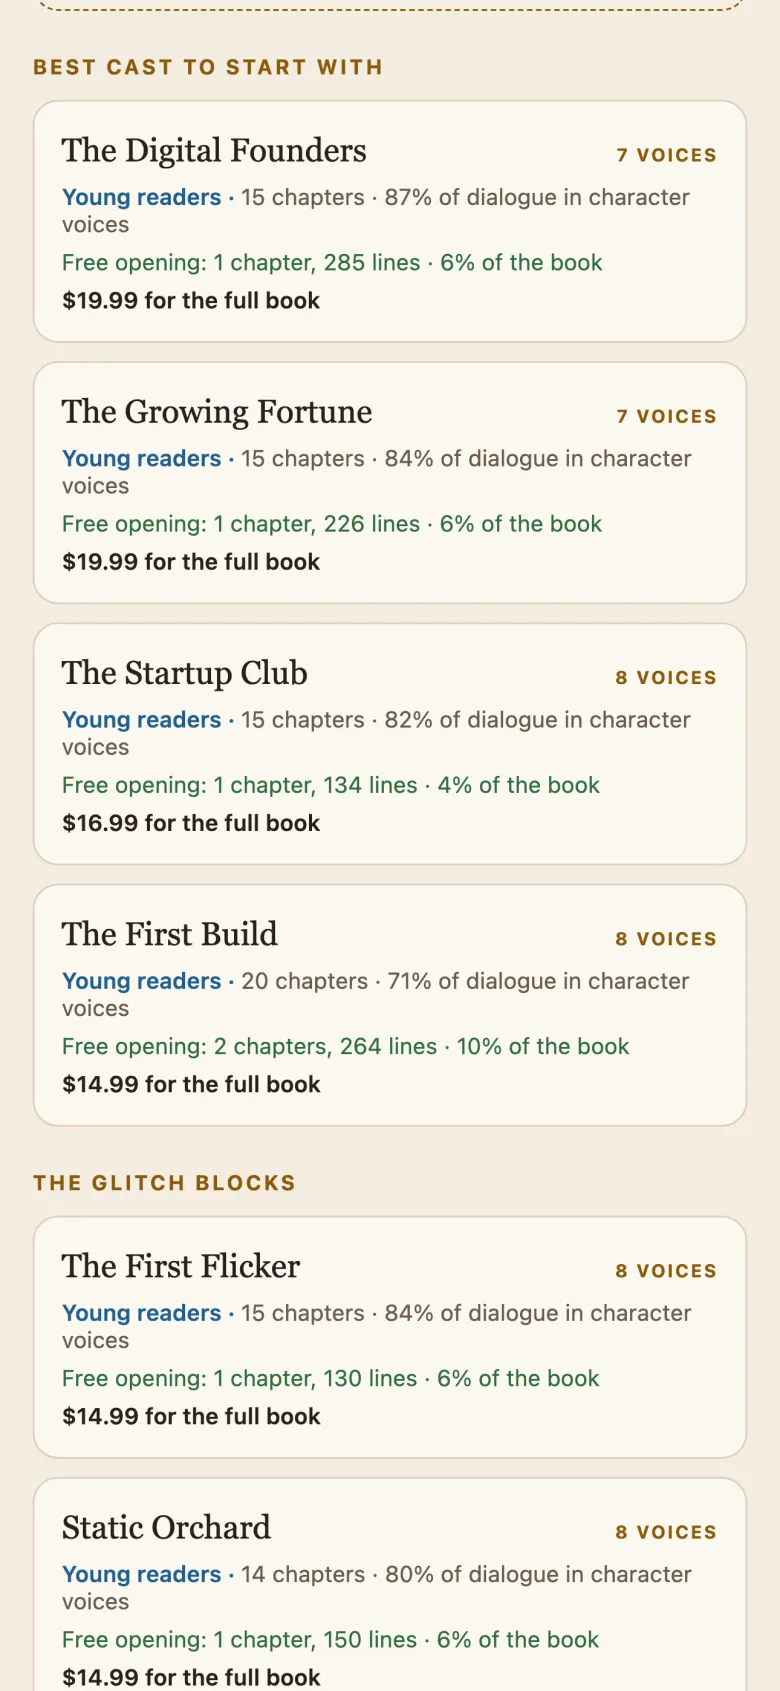 BEST CAST TO START WITH
The Digital Founders
7 VOICES
Young readers · 15 chapters · 87% of dialogue in character
voices
Free opening: 1 chapter, 285 lines · 6% of the book
$19.99 for the full book
The Growing Fortune
7 VOICES
Young readers · 15 chapters · 84% of dialogue in character
voices
Free opening: 1 chapter, 226 lines · 6% of the book
$19.99 for the full book
The Startup Club
8 VOICES
Young readers · 15 chapters · 82% of dialogue in character
voices
Free opening: 1 chapter, 134 lines · 4% of the book
$16.99 for the full book
The First Build
8 VOICES
Young readers · 20 chapters · 71% of dialogue in character
voices
Free opening: 2 chapters, 264 lines · 10% of the book
$14.99 for the full book
THE GLITCH BLOCKS
The First Flicker
8 VOICES
Young readers · 15 chapters · 84% of dialogue in character
voices
Free opening: 1 chapter, 130 lines · 6% of the book
$14.99 for the full book
Static Orchard
8 VOICES
Young readers · 14 chapters · 80% of dialogue in character
voices
Free opening: 1 chapter, 150 lines · 6% of the book
$14.99 for the full book